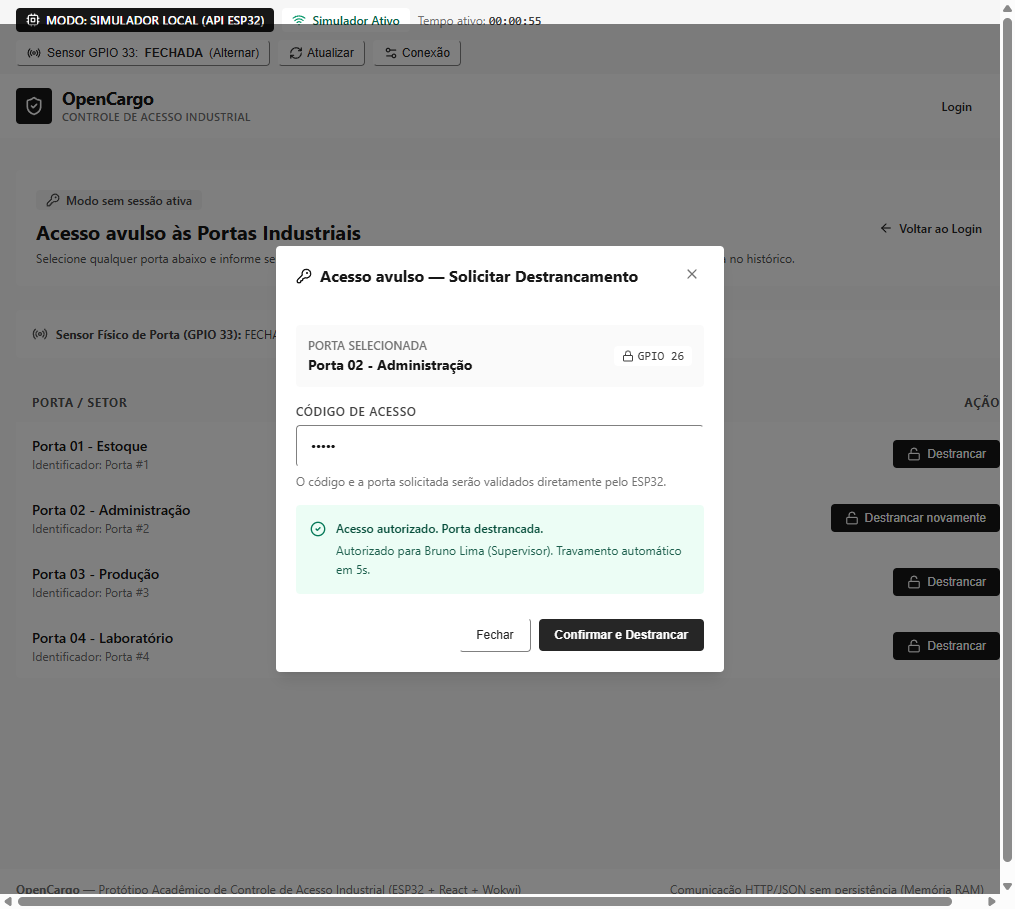 MODO: SIMULADOR LOCAL (API ESP32) Simulador Ativo Tempo ativo: 00:00:55
Sensor GPIO 33: FECHADA (Alternar) Atualizar Conexão
OpenCargo
CONTROLE DE ACESSO INDUSTRIAL
Login
Modo sem sessão ativa
Acesso avulso às Portas Industriais
Voltar ao Login
Selecione qualquer porta abaixo e informe se
no histórico.
Acesso avulso — Solicitar Destrancamento
Sensor Físico de Porta (GPIO 33): FECHA
PORTA SELECIONADA
Porta 02 - Administração
GPIO 26
CÓDIGO DE ACESSO
•••••
O código e a porta solicitada serão validados diretamente pelo ESP32.
Acesso autorizado. Porta destrancada.
Autorizado para Bruno Lima (Supervisor). Travamento automático
em 5s.
Fechar Confirmar e Destrancar
PORTA / SETOR AÇÃO
Porta 01 - Estoque
Identificador: Porta #1
Destrancar
Porta 02 - Administração
Identificador: Porta #2
Destrancar novamente
Porta 03 - Produção
Identificador: Porta #3
Destrancar
Porta 04 - Laboratório
Identificador: Porta #4
Destrancar
OpenCargo — Protótipo Acadêmico de Controle de Acesso Industrial (ESP32 + React + Wokwi) Comunicação HTTP/JSON sem persistência (Memória RAM)